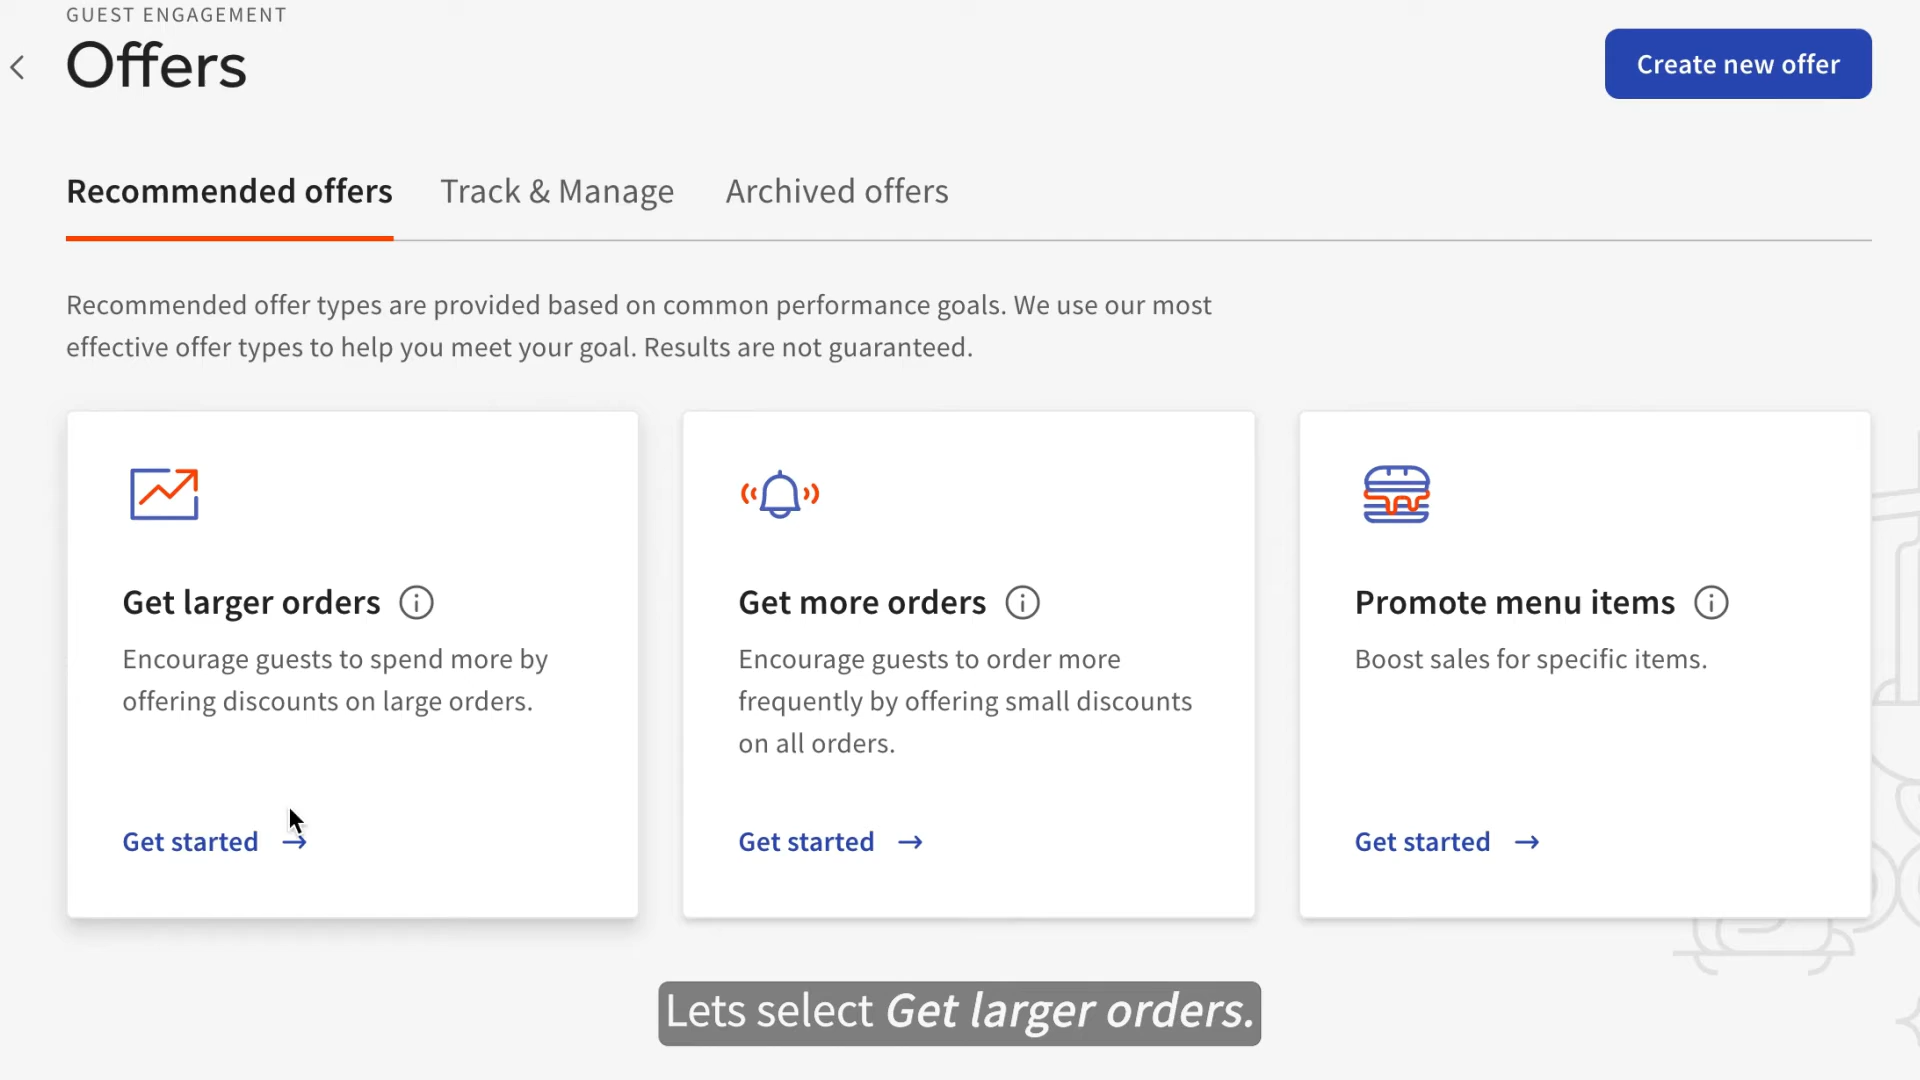 GUEST ENGAGEMENT
Offers
Create new offer
Recommended offers
Track & Manage
Archived offers
Recommended offer types are provided based on common performance goals. We use our most
effective offer types to help you meet your goal. Results are not guaranteed.
Get larger orders
Encourage guests to spend more by
offering discounts on large orders.
Get started
Get more orders
Encourage guests to order more
frequently by offering small discounts
on all orders.
Get started
Promote menu items
Boost sales for specific items.
Get started
Lets select Get larger orders.